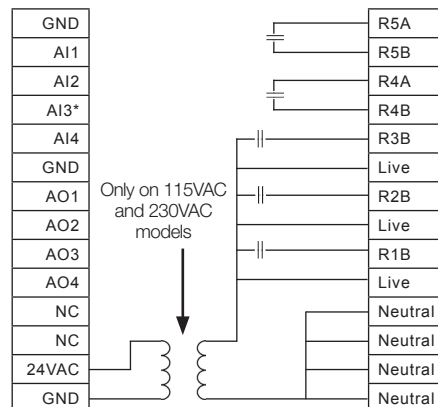 GND
AI1
AI2
AI3*
AI4
GND
AO1
AO2
AO3
AO4
NC
NC
24VAC
GND
Only on 115VAC
and 230VAC
models
R5A
R5B
R4A
R4B
R3B
Live
R2B
Live
R1B
Live
Neutral
Neutral
Neutral
Neutral